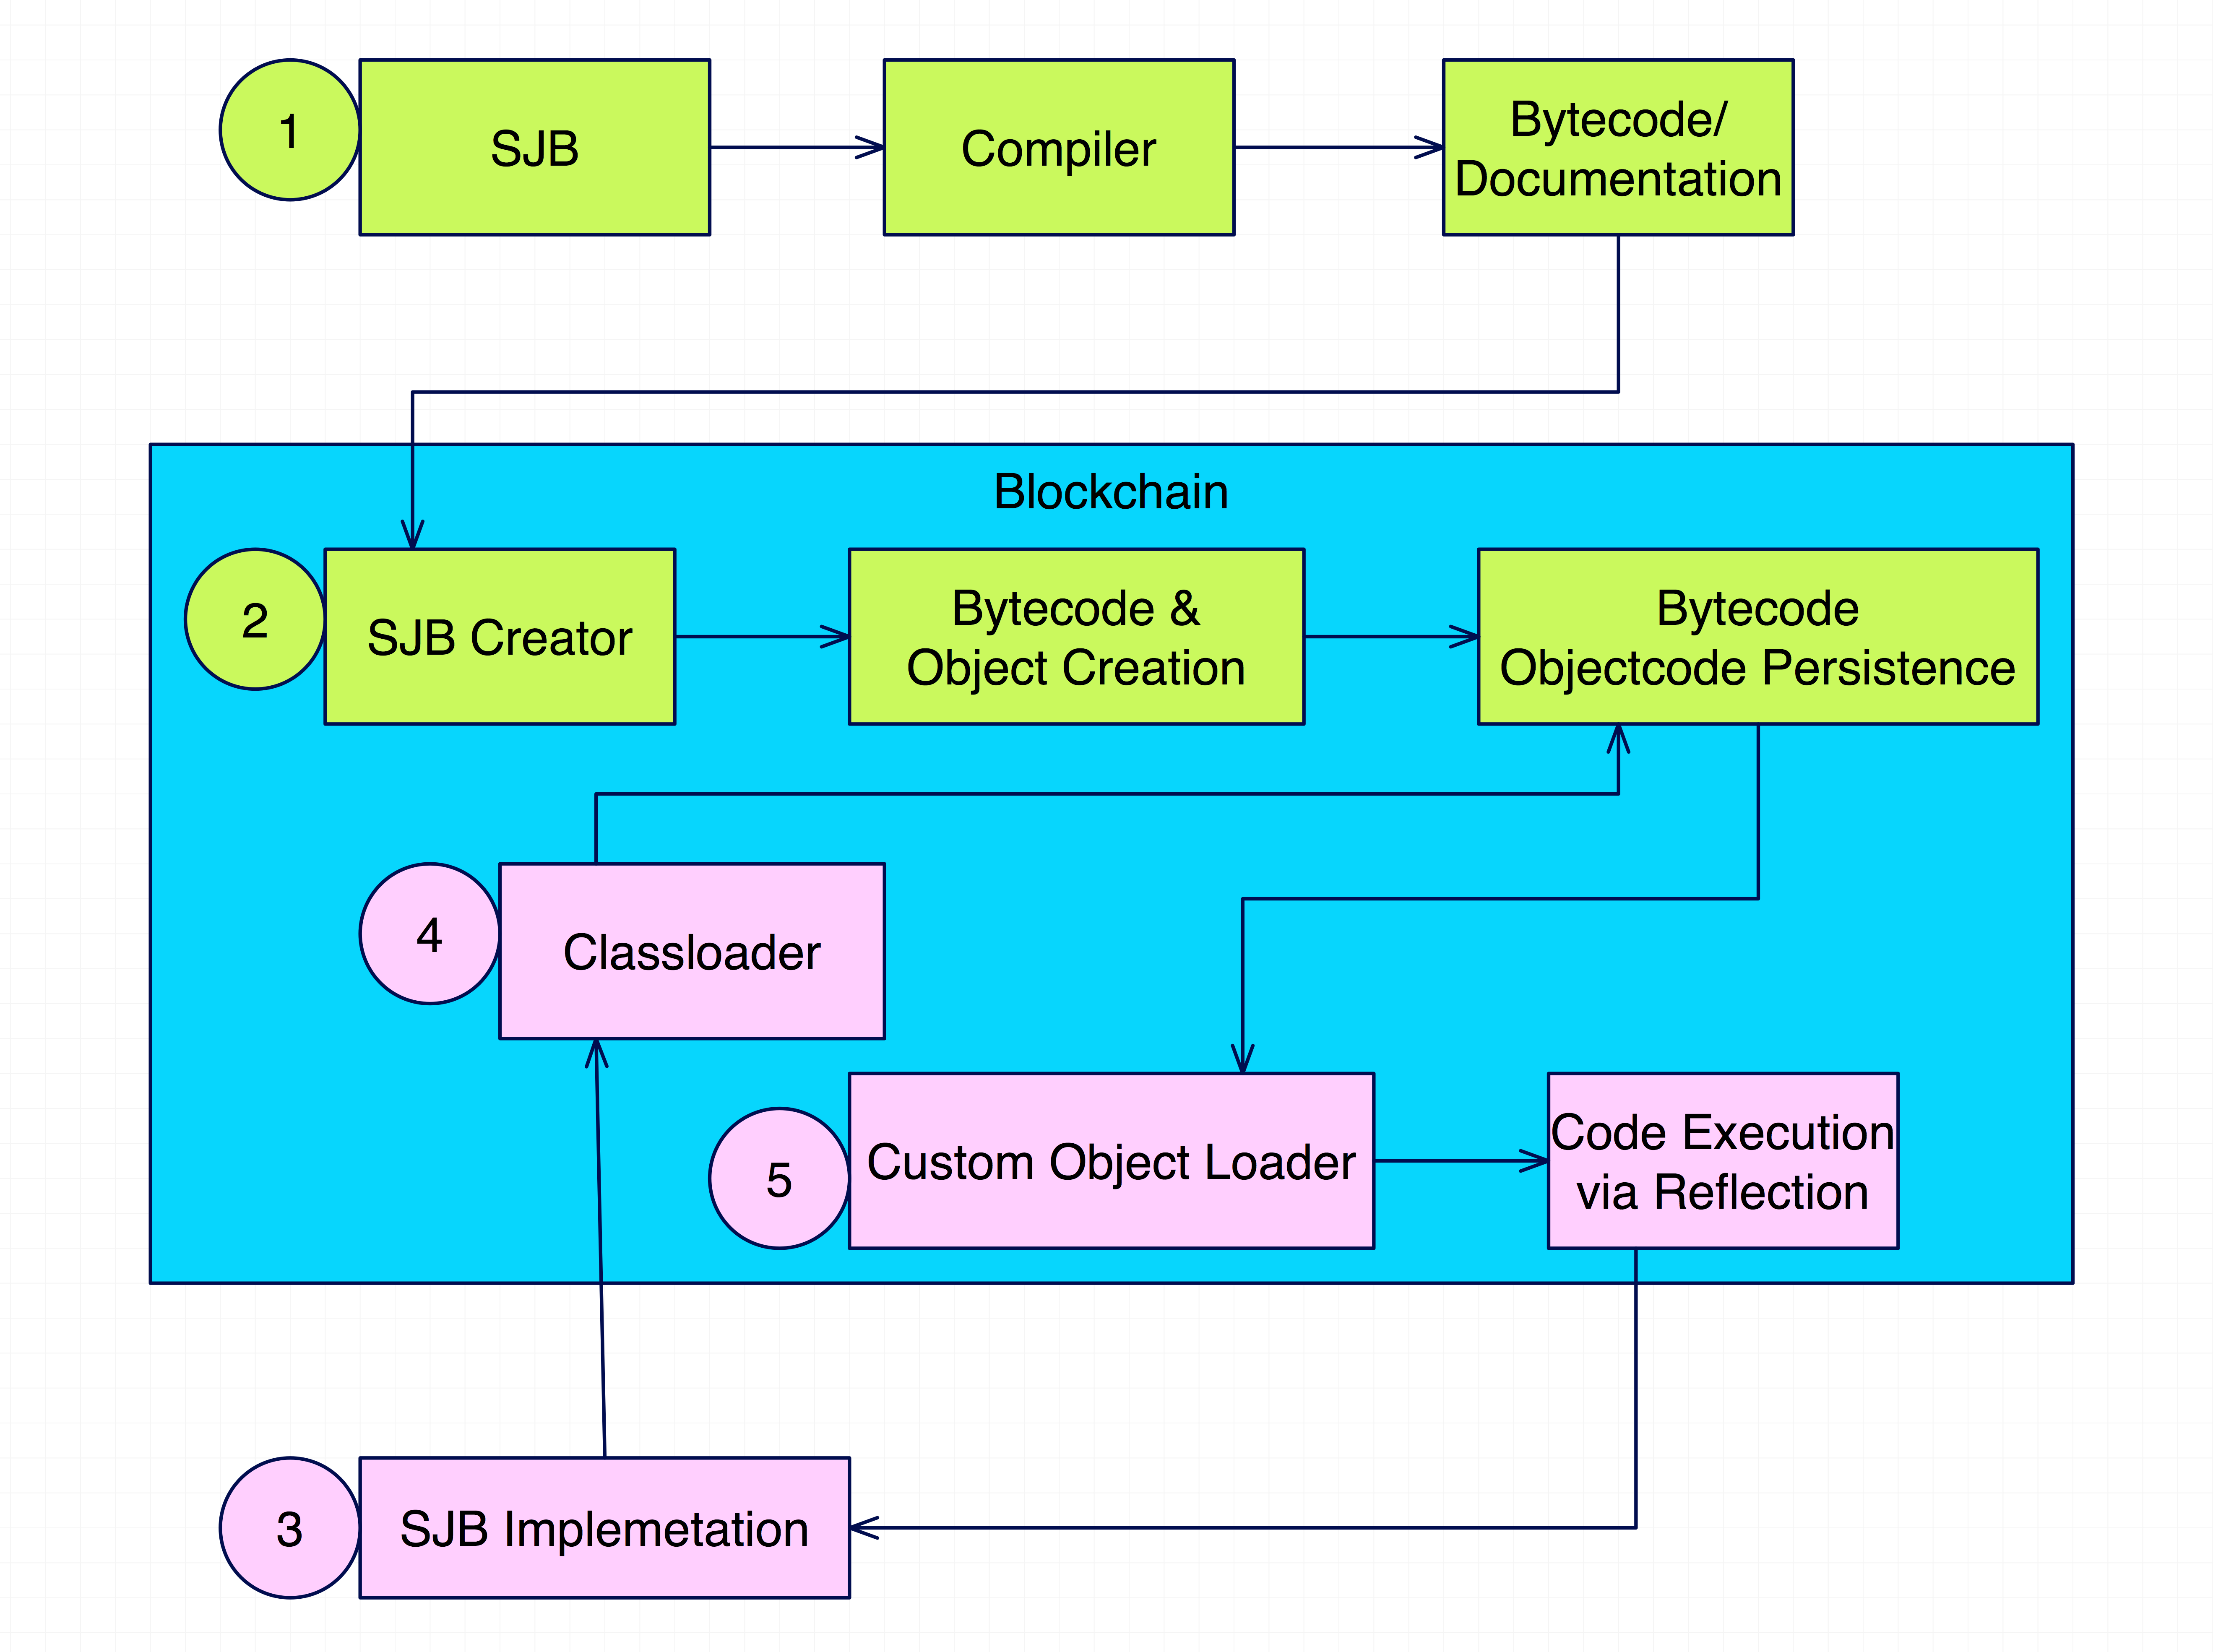 1
SJB
Compiler
Bytecode/
Documentation
Blockchain
2
SJB Creator
Bytecode &
Object Creation
Bytecode
Objectcode Persistence
4
Classloader
5
Custom Object Loader
Code Execution
via Reflection
3
SJB Implemetation